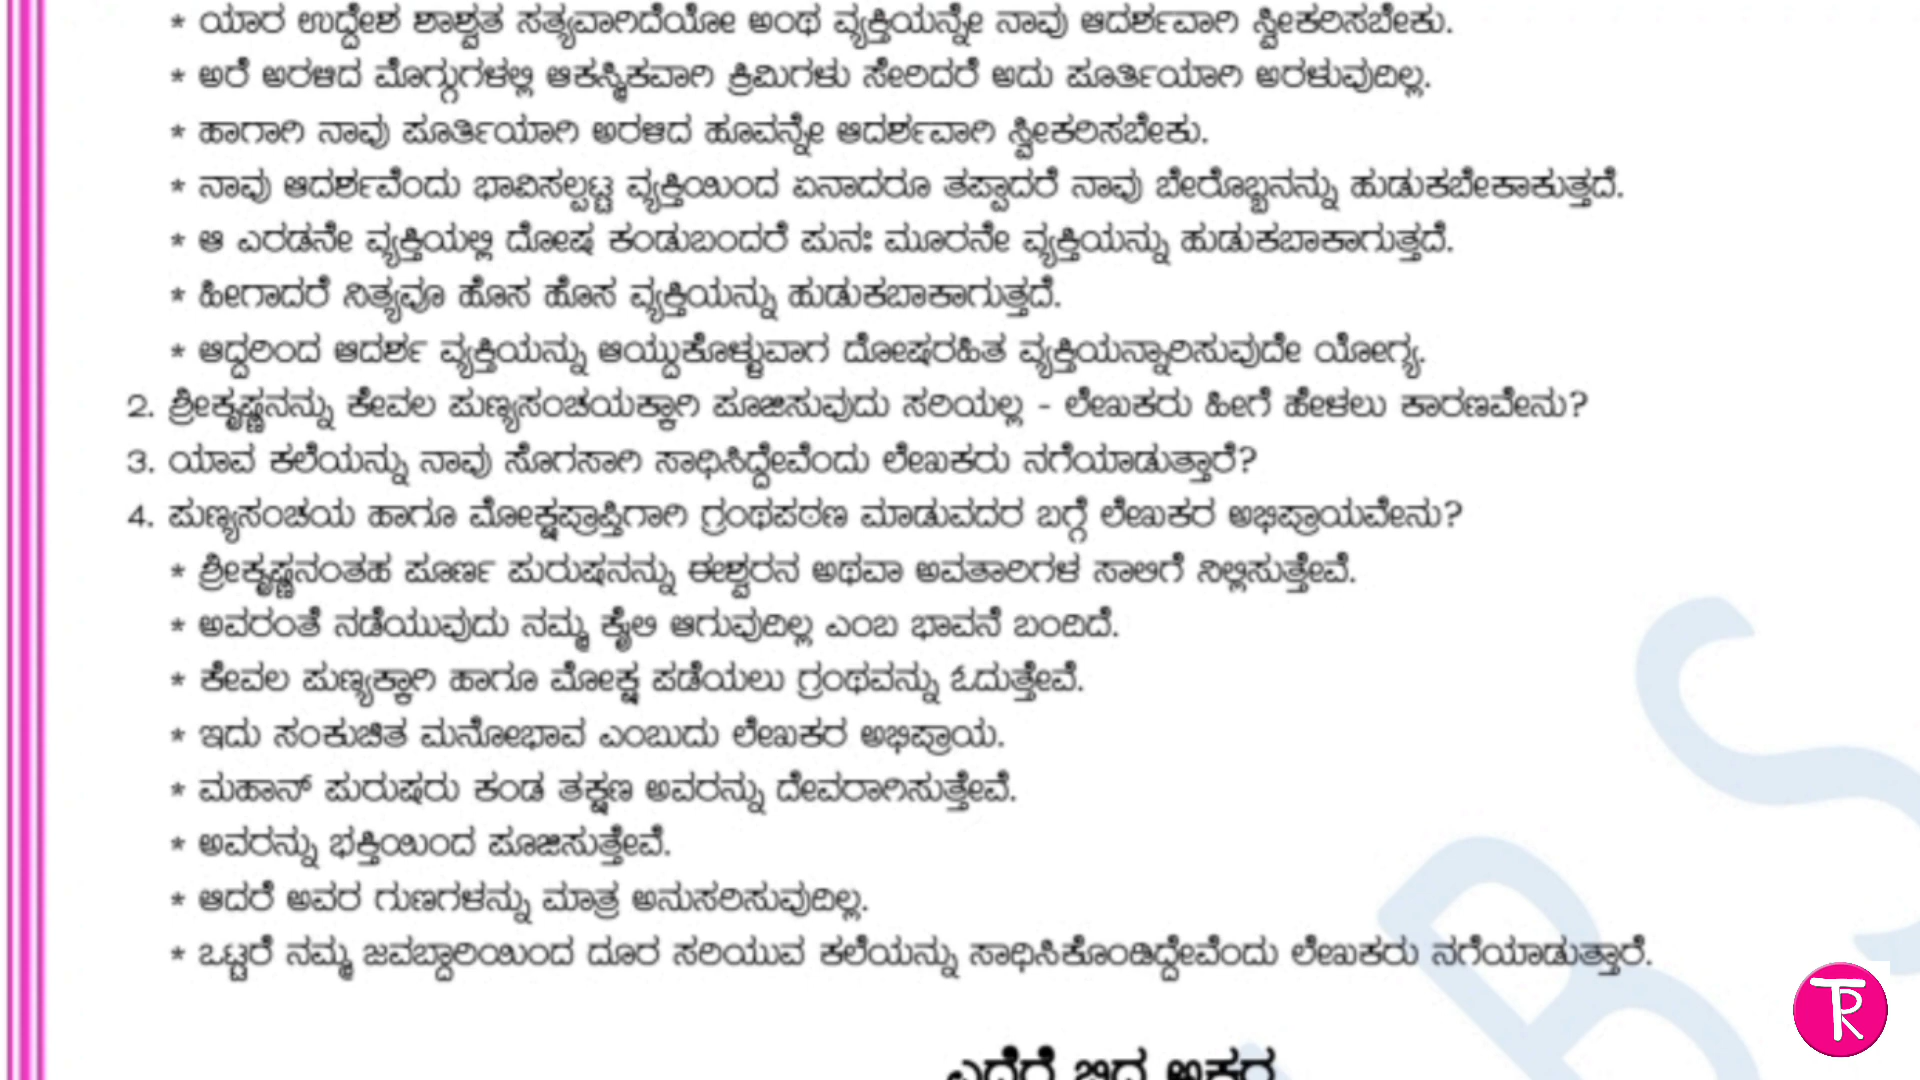 * ಯಾರ ಉದ್ದೇಶ ಶಾಶ್ವತ ಸತ್ಯವಾಗಿದೆಯೋ ಅಂಥ ವ್ಯಕ್ತಿಯನ್ನೇ ನಾವು ಆದರ್ಶವಾಗಿ ಸ್ವೀಕರಿಸಬೇಕು.
* ಅರೆ ಅರಳಿದ ಮೊಗ್ಗುಗಳಲ್ಲಿ ಆಕಸ್ಮಿಕವಾಗಿ ಕ್ರಿಮಿಗಳು ಸೇರಿದರೆ ಅದು ಪೂರ್ತಿಯಾಗಿ ಅರಳುವುದಿಲ್ಲ.
* ಹಾಗಾಗಿ ನಾವು ಪೂರ್ತಿಯಾಗಿ ಅರಳಿದ ಹೂವನ್ನೇ ಆದರ್ಶವಾಗಿ ಸ್ವೀಕರಿಸಬೇಕು.
* ನಾವು ಆದರ್ಶವೆಂದು ಭಾವಿಸಲ್ಪಟ್ಟ ವ್ಯಕ್ತಿಯಿಂದ ಏನಾದರೂ ತಪ್ಪಾದರೆ ನಾವು ಬೇರೊಬ್ಬನನ್ನು ಹುಡುಕಬೇಕಾಕುತ್ತದೆ.
* ಆ ಎರಡನೇ ವ್ಯಕ್ತಿಯಲ್ಲಿ ದೋಷ ಕಂಡುಬಂದರೆ ಪುನಃ ಮೂರನೇ ವ್ಯಕ್ತಿಯನ್ನು ಹುಡುಕಬಾಕಾಗುತ್ತದೆ.
* ಹೀಗಾದರೆ ನಿತ್ಯವೂ ಹೊಸ ಹೊಸ ವ್ಯಕ್ತಿಯನ್ನು ಹುಡುಕಬಾಕಾಗುತ್ತದೆ.
* ಆದ್ದರಿಂದ ಆದರ್ಶ ವ್ಯಕ್ತಿಯನ್ನು ಆಯ್ದುಕೊಳ್ಳುವಾಗ ದೋಷರಹಿತ ವ್ಯಕ್ತಿಯನ್ನಾರಿಸುವುದೇ ಯೋಗ್ಯ.
2. ಶ್ರೀಕೃಷ್ಣನನ್ನು ಕೇವಲ ಪುಣ್ಯಸಂಚಯಕ್ಕಾಗಿ ಪೂಜಿಸುವುದು ಸರಿಯಲ್ಲ - ಲೇಖಕರು ಹೀಗೆ ಹೇಳಲು ಕಾರಣವೇನು?
3. ಯಾವ ಕಲೆಯನ್ನು ನಾವು ಸೊಗಸಾಗಿ ಸಾಧಿಸಿದ್ದೇವೆಂದು ಲೇಖಕರು ನಗೆಯಾಡುತ್ತಾರೆ?
4. ಪುಣ್ಯಸಂಚಯ ಹಾಗೂ ಮೋಕ್ಷಪ್ರಾಪ್ತಿಗಾಗಿ ಗ್ರಂಥಪಠಣ ಮಾಡುವದರ ಬಗ್ಗೆ ಲೇಖಕರ ಅಭಿಪ್ರಾಯವೇನು?
* ಶ್ರೀಕೃಷ್ಣನಂತಹ ಪೂರ್ಣ ಪುರುಷನನ್ನು ಈಶ್ವರನ ಅಥವಾ ಅವತಾರಿಗಳ ಸಾಲಿಗೆ ನಿಲ್ಲಿಸುತ್ತೇವೆ.
* ಅವರಂತೆ ನಡೆಯುವುದು ನಮ್ಮ ಕೈಲಿ ಆಗುವುದಿಲ್ಲ ಎಂಬ ಭಾವನೆ ಬಂದಿದೆ.
* ಕೇವಲ ಪುಣ್ಯಕ್ಕಾಗಿ ಹಾಗೂ ಮೋಕ್ಷ ಪಡೆಯಲು ಗ್ರಂಥವನ್ನು ಓದುತ್ತೇವೆ.
* ಇದು ಸಂಕುಚಿತ ಮನೋಭಾವ ಎಂಬುದು ಲೇಖಕರ ಅಭಿಪ್ರಾಯ.
* ಮಹಾನ್ ಪುರುಷರು ಕಂಡ ತಕ್ಷಣ ಅವರನ್ನು ದೇವರಾಗಿಸುತ್ತೇವೆ.
* ಅವರನ್ನು ಭಕ್ತಿಯಿಂದ ಪೂಜಿಸುತ್ತೇವೆ.
* ಆದರೆ ಅವರ ಗುಣಗಳನ್ನು ಮಾತ್ರ ಅನುಸರಿಸುವುದಿಲ್ಲ.
* ಒಟ್ಟರೆ ನಮ್ಮ ಜವಬ್ದಾರಿಯಿಂದ ದೂರ ಸರಿಯುವ ಕಲೆಯನ್ನು ಸಾಧಿಸಿಕೊಂಡಿದ್ದೇವೆಂದು ಲೇಖಕರು ನಗೆಯಾಡುತ್ತಾರೆ.